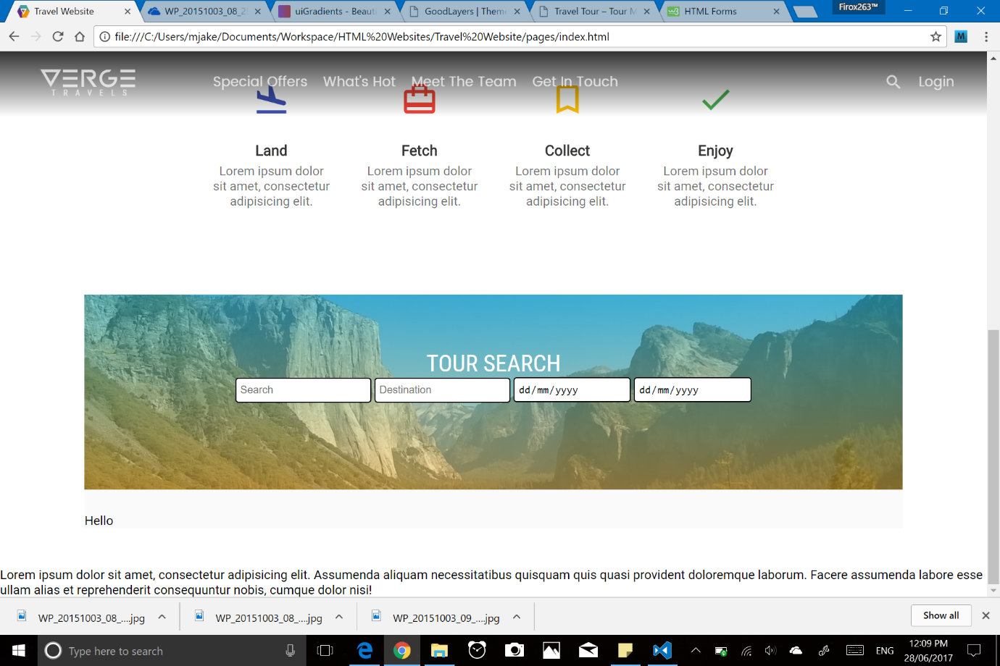 Travel Website
WP_20151003_08_2
uiGradients - Beauti
GoodLayers | Them
Travel Tour – Tour M
HTML Forms
Firox263™
file:///C:/Users/mjake/Documents/Workspace/HTML%20Websites/Travel%20Website/pages/index.html
M
VERGE
TRAVELS
Special Offers
What's Hot
Meet The Team
Get In Touch
Login
Land
Fetch
Collect
Enjoy
Lorem ipsum dolor
sit amet, consectetur
adipisicing elit.
Lorem ipsum dolor
sit amet, consectetur
adipisicing elit.
Lorem ipsum dolor
sit amet, consectetur
adipisicing elit.
Lorem ipsum dolor
sit amet, consectetur
adipisicing elit.
TOUR SEARCH
Search
Destination
dd/mm/yyyy
dd/mm/yyyy
Hello
Lorem ipsum dolor sit amet, consectetur adipisicing elit. Assumenda aliquam necessitatibus quisquam quis quasi provident doloremque laborum. Facere assumenda labore esse
ullam alias et reprehenderit consequuntur nobis, cumque dolor nisi!
WP_20151003_08_....jpg
WP_20151003_08_....jpg
WP_20151003_09_....jpg
Show all
Type here to search
ENG
12:09 PM
28/06/2017